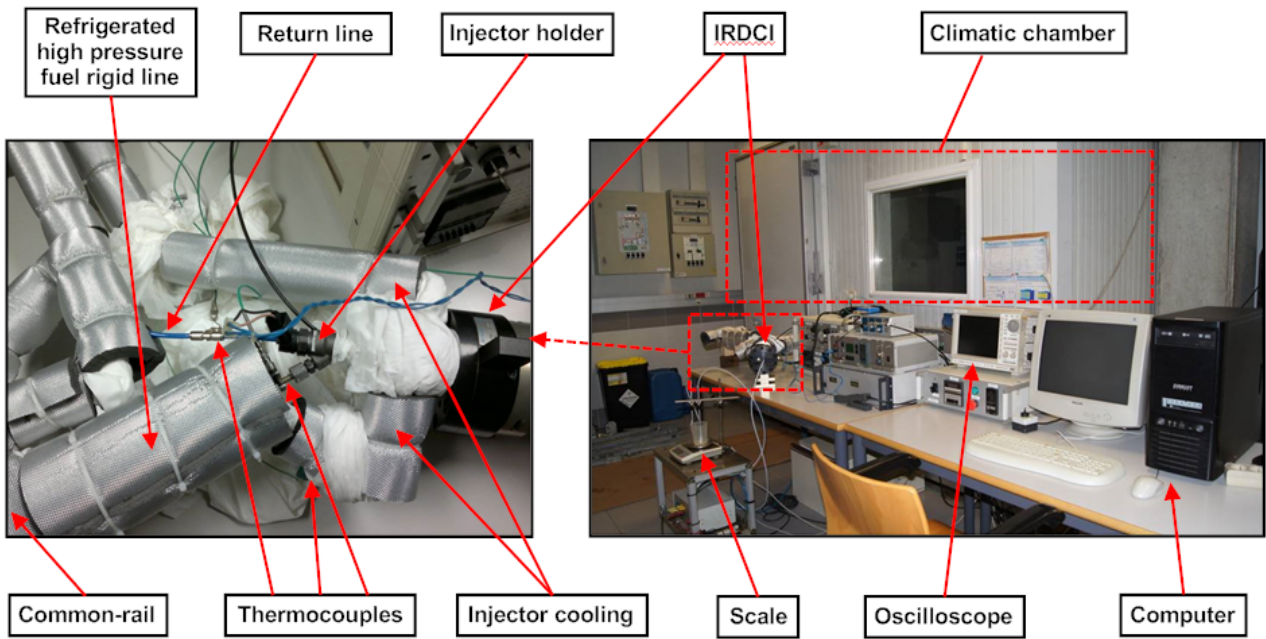 Refrigerated
high pressure
fuel rigid line
Return line
Injector holder
IRDCI
Climatic chamber
Common-rail
Thermocouples
Injector cooling
Scale
Oscilloscope
Computer